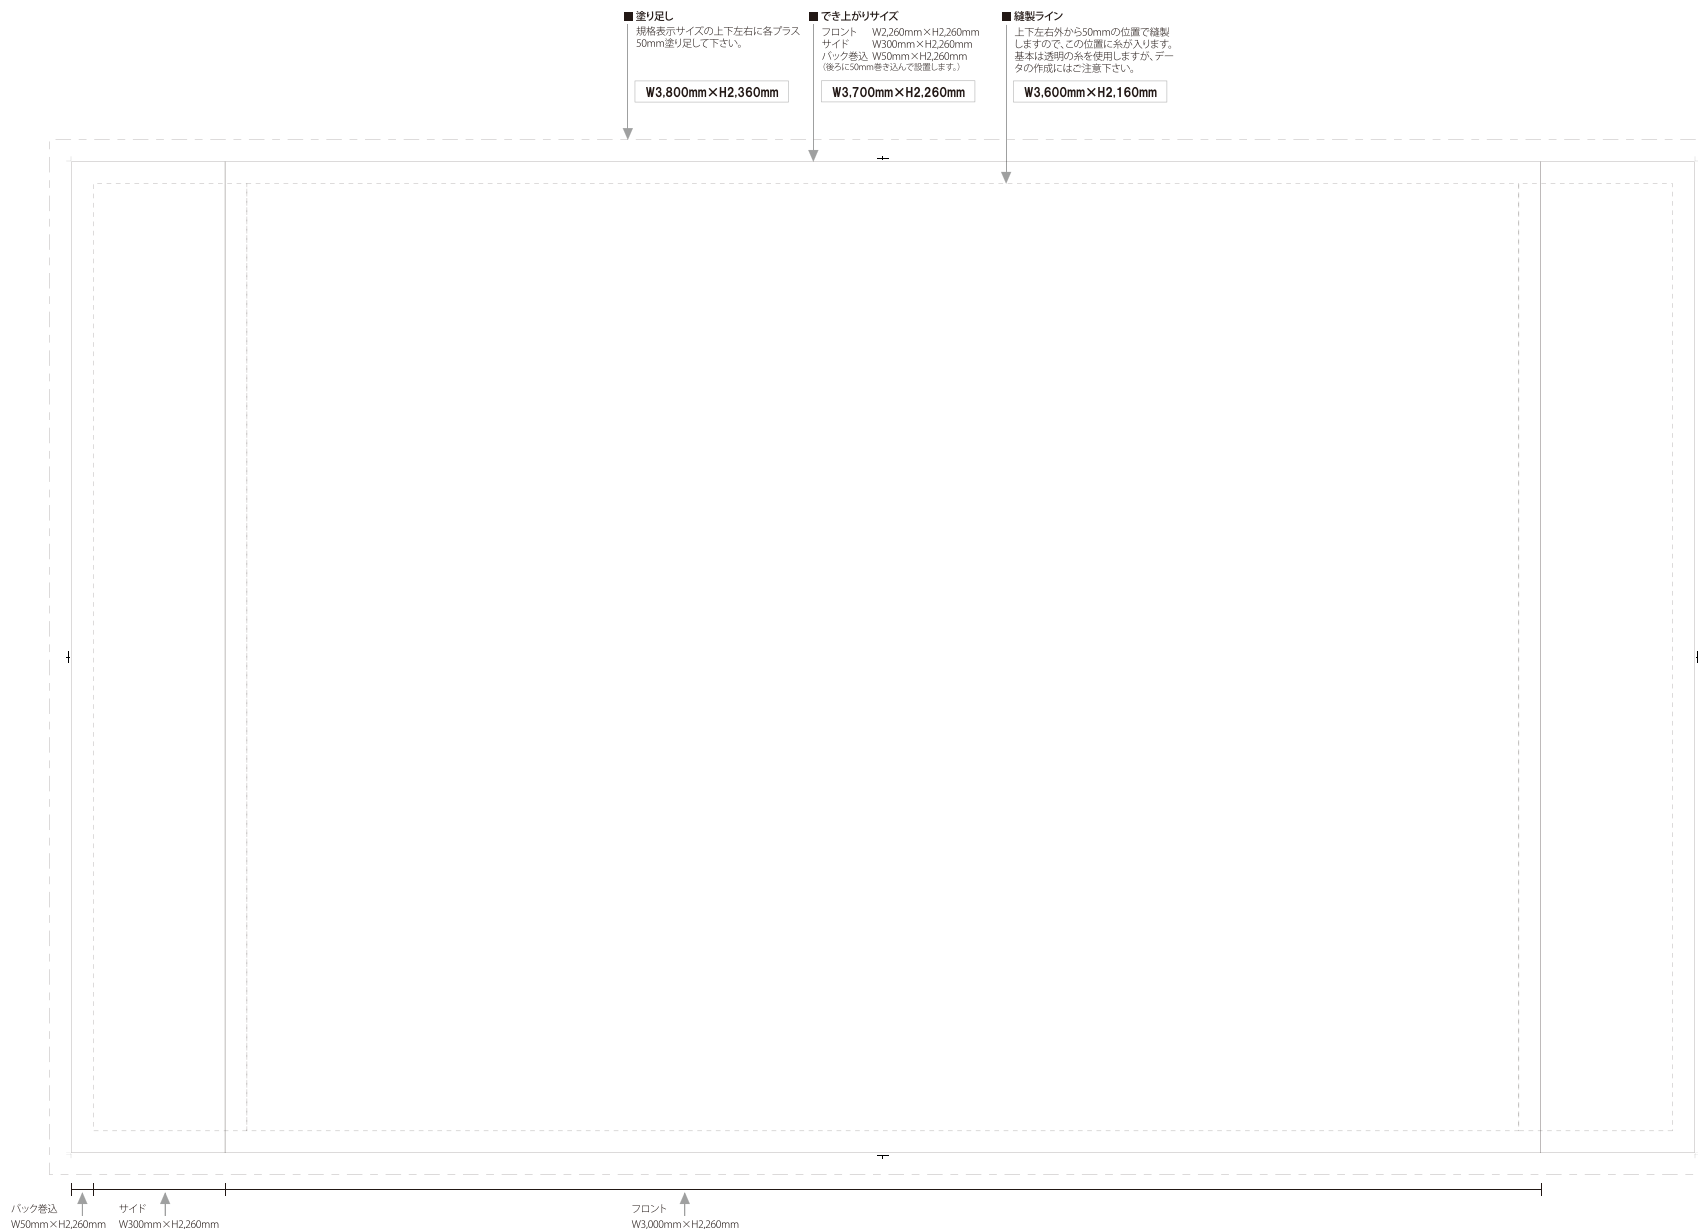 ■塗り足し
規格表示サイズの上下左右に各プラス
50mm塗り足して下さい。
W3,800mm×H2,360mm
■でき上がりサイズ
フロント W2,260mm×H2,260mm
サイド W300mm×H2,260mm
バック巻込 W50mm×H2,260mm
(後ろに50mm巻き込んで設置します。)
W3,700mm×H2,260mm
■縫製ライン
上下左右外から50mmの位置で縫製
しますので、この位置に糸が入ります。
基本は透明の糸を使用しますが、デー
タの作成にはご注意下さい。
W3,600mm×H2,160mm
バック巻込
W50mm×H2,260mm
サイド
W300mm×H2,260mm
フロント
W3,000mm×H2,260mm